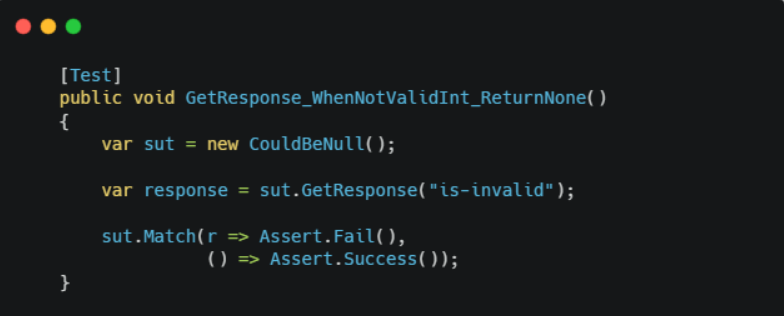 [Test]
public void GetResponse_WhenNotValidInt_ReturnNone()
{
var sut = new CouldBeNull();
var response = sut.GetResponse("is-invalid");
sut.Match(r => Assert.Fail(),
() => Assert.Success());
}